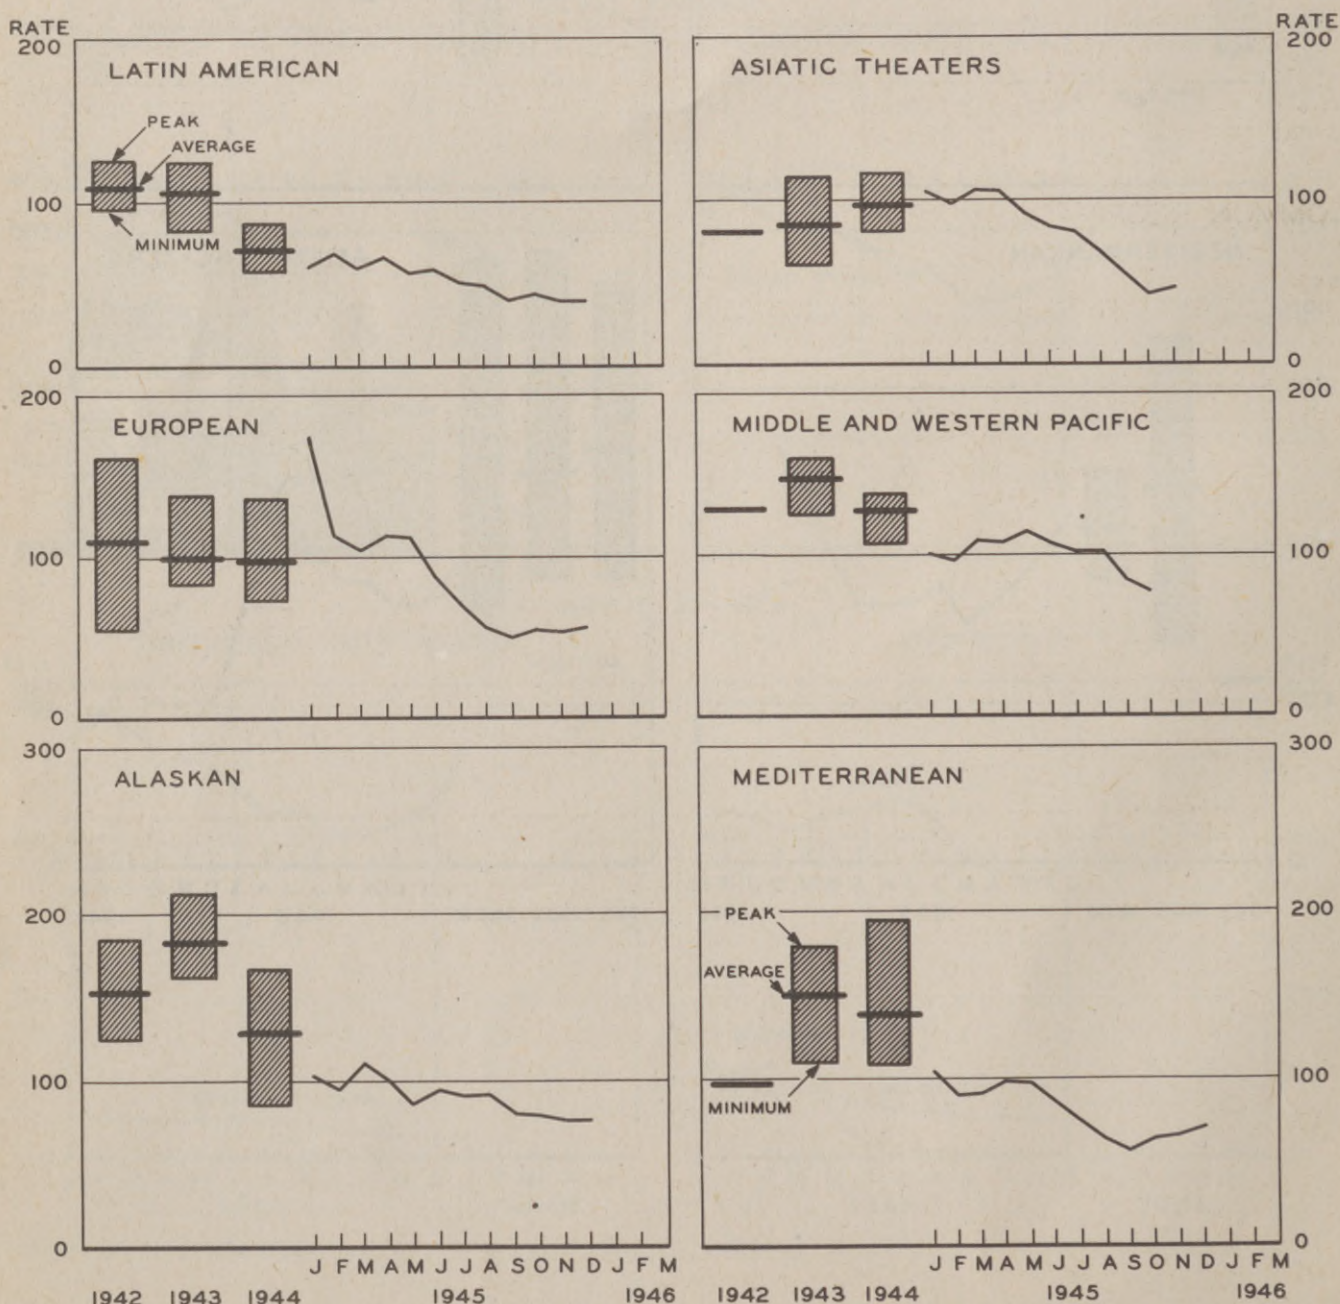 RATE
200
LATIN AMERICAN
PEAK
AVERAGE
100
MINIMUM
0
RATE
200
ASIATIC THEATERS
100
0
200
EUROPEAN
100
0
200
MIDDLE AND WESTERN PACIFIC
100
0
300
ALASKAN
200
100
0
J F M A M J J A S O N D J F M
1942 1943 1944 1945 1946
300
MEDITERRANEAN
200
PEAK
AVERAGE
100
MINIMUM
0
J F M A M J J A S O N D J F M
1942 1943 1944 1945 1946